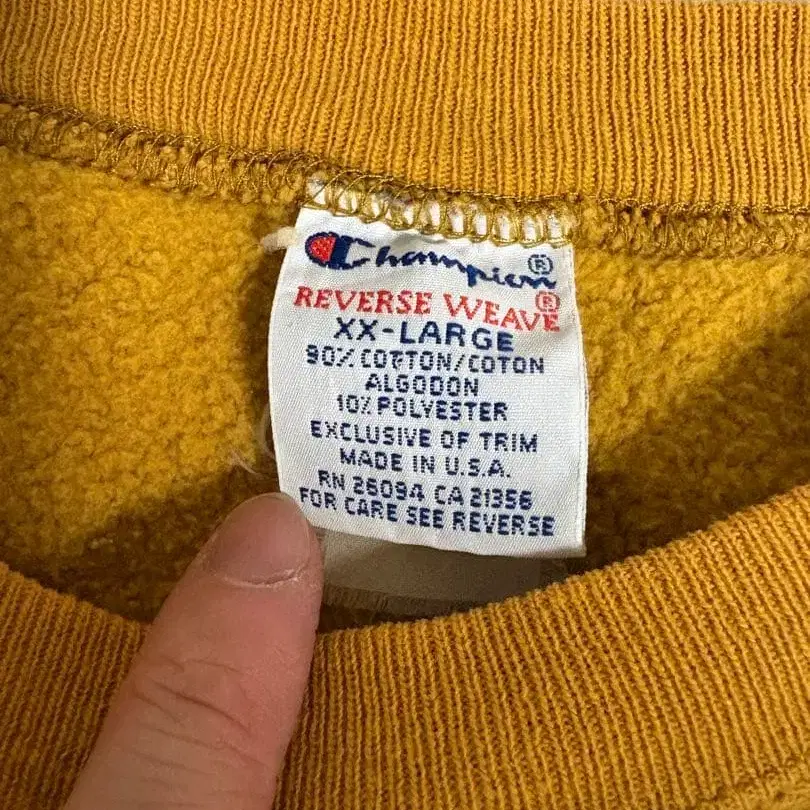 Champion®
REVERSE WEAVE®
XX-LARGE
90% COTTON/COTON
ALGODON
10% POLYESTER
EXCLUSIVE OF TRIM
MADE IN U.S.A.
RN 26094 CA 21356
FOR CARE SEE REVERSE